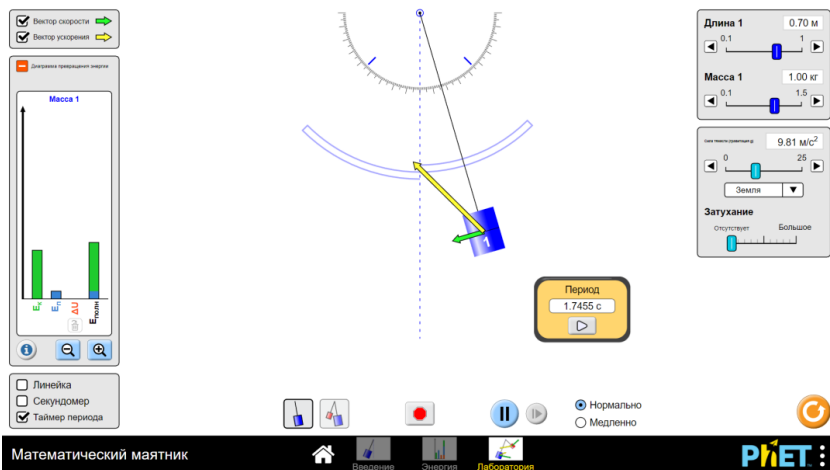 Вектор скорости
Вектор ускорения
Диаграмма превращения энергии
Масса 1
Eк
Eп
ΔU
Eполн
Линейка
Секундомер
Таймер периода
1
Период
1.7455 с
Нормально
Медленно
Длина 1
0.70 м
0.1
1
Масса 1
1.00 кг
0.1
1.5
9.81 м/с²
0
25
Земля
Затухание
Отсутствует
Большое
Математический маятник
Введение
Энергия
Лаборатория
PhET